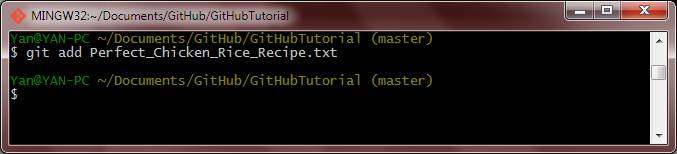 MINGW32:~/Documents/GitHub/GitHubTutorial
Yan@YAN-PC ~/Documents/GitHub/GitHubTutorial (master)
$ git add Perfect_Chicken_Rice_Recipe.txt
Yan@YAN-PC ~/Documents/GitHub/GitHubTutorial (master)
$